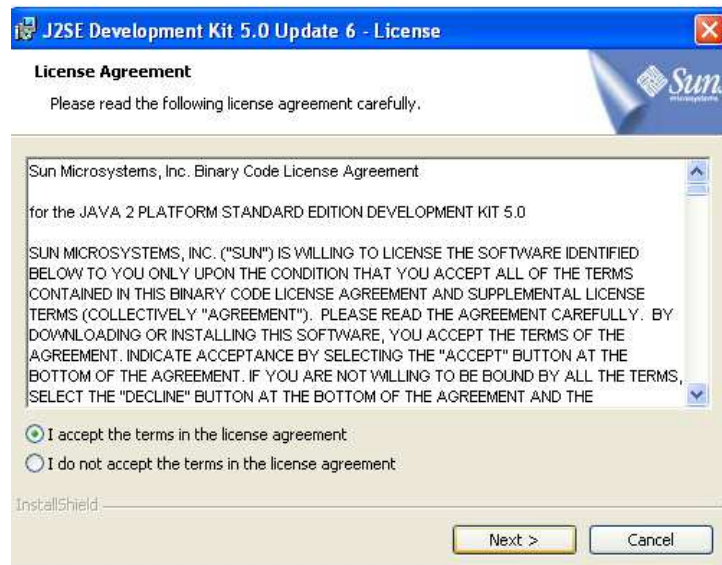 J2SE Development Kit 5.0 Update 6 - License
License Agreement
Please read the following license agreement carefully.
Sun
microsystems
Sun Microsystems, Inc. Binary Code License Agreement
for the JAVA 2 PLATFORM STANDARD EDITION DEVELOPMENT KIT 5.0
SUN MICROSYSTEMS, INC. ("SUN") IS WILLING TO LICENSE THE SOFTWARE IDENTIFIED
BELOW TO YOU ONLY UPON THE CONDITION THAT YOU ACCEPT ALL OF THE TERMS
CONTAINED IN THIS BINARY CODE LICENSE AGREEMENT AND SUPPLEMENTAL LICENSE
TERMS (COLLECTIVELY "AGREEMENT").  PLEASE READ THE AGREEMENT CAREFULLY.  BY
DOWNLOADING OR INSTALLING THIS SOFTWARE, YOU ACCEPT THE TERMS OF THE
AGREEMENT. INDICATE ACCEPTANCE BY SELECTING THE "ACCEPT" BUTTON AT THE
BOTTOM OF THE AGREEMENT. IF YOU ARE NOT WILLING TO BE BOUND BY ALL THE TERMS,
SELECT THE "DECLINE" BUTTON AT THE BOTTOM OF THE AGREEMENT AND THE
I accept the terms in the license agreement
I do not accept the terms in the license agreement
InstallShield
Next >
Cancel